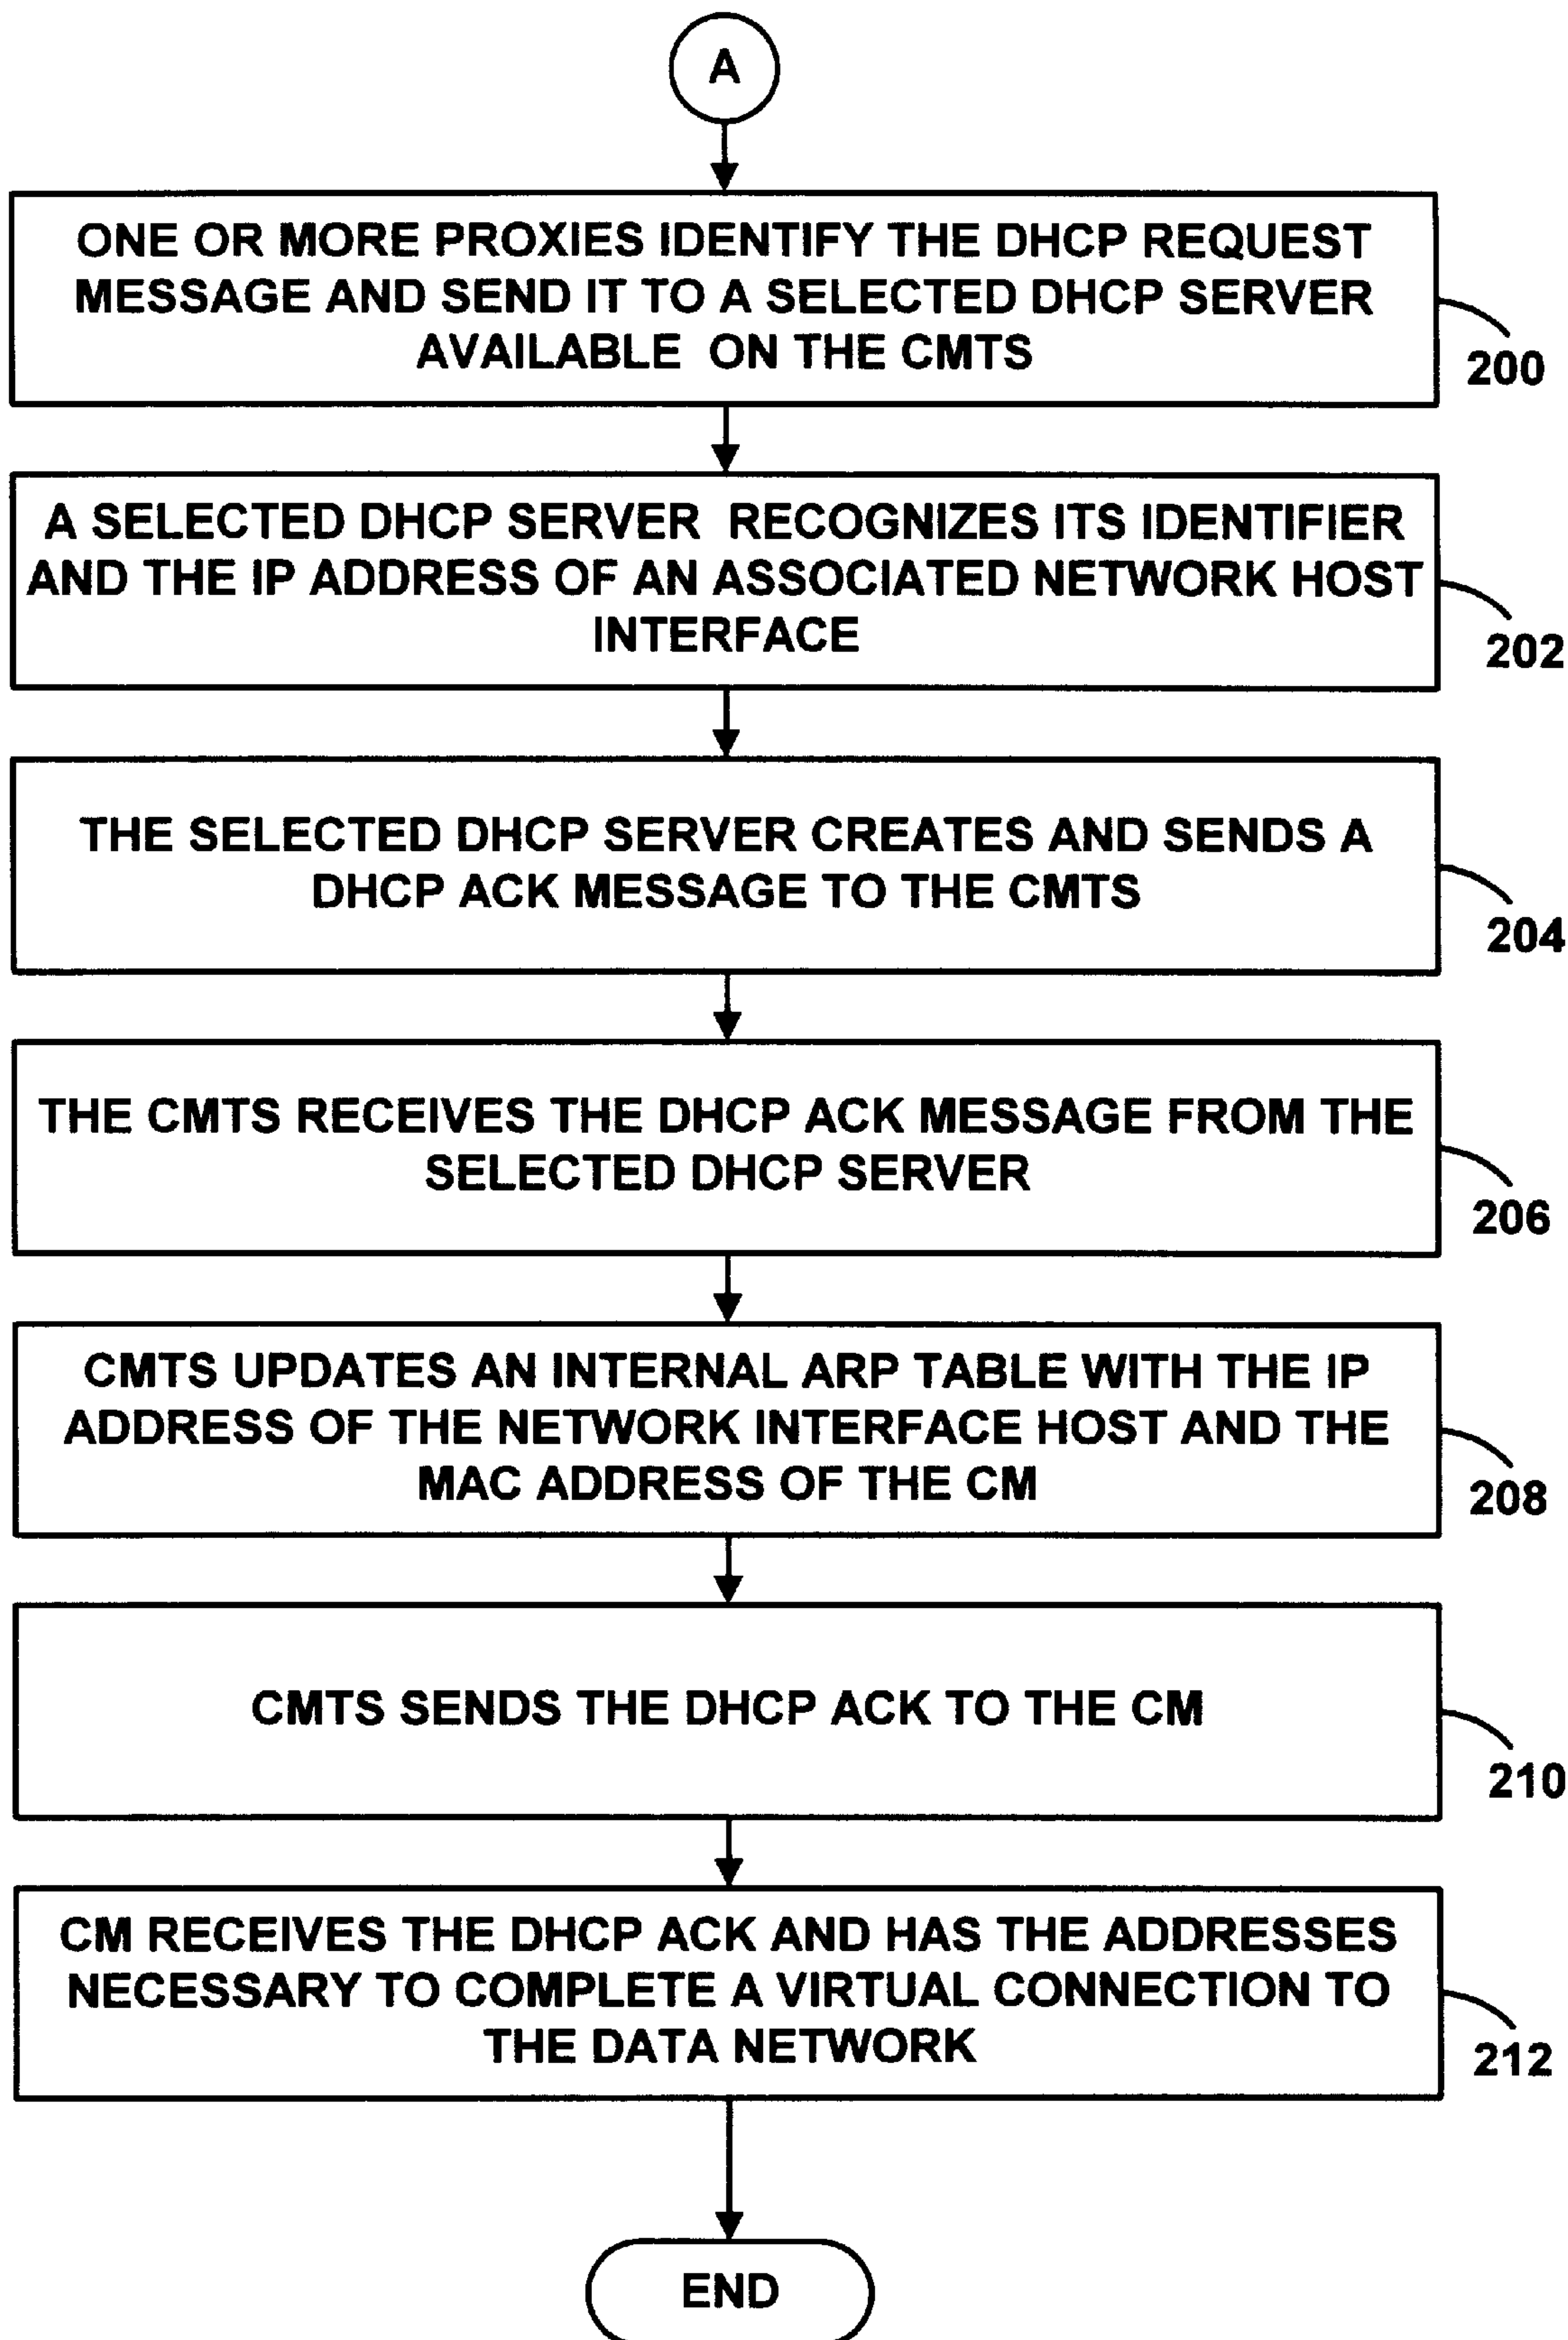 A
ONE OR MORE PROXIES IDENTIFY THE DHCP REQUEST
MESSAGE AND SEND IT TO A SELECTED DHCP SERVER
AVAILABLE ON THE CMTS
200
A SELECTED DHCP SERVER RECOGNIZES ITS IDENTIFIER
AND THE IP ADDRESS OF AN ASSOCIATED NETWORK HOST
INTERFACE
202
THE SELECTED DHCP SERVER CREATES AND SENDS A
DHCP ACK MESSAGE TO THE CMTS
204
THE CMTS RECEIVES THE DHCP ACK MESSAGE FROM THE
SELECTED DHCP SERVER
206
CMTS UPDATES AN INTERNAL ARP TABLE WITH THE IP
ADDRESS OF THE NETWORK INTERFACE HOST AND THE
MAC ADDRESS OF THE CM
208
CMTS SENDS THE DHCP ACK TO THE CM
210
CM RECEIVES THE DHCP ACK AND HAS THE ADDRESSES
NECESSARY TO COMPLETE A VIRTUAL CONNECTION TO
THE DATA NETWORK
212
END